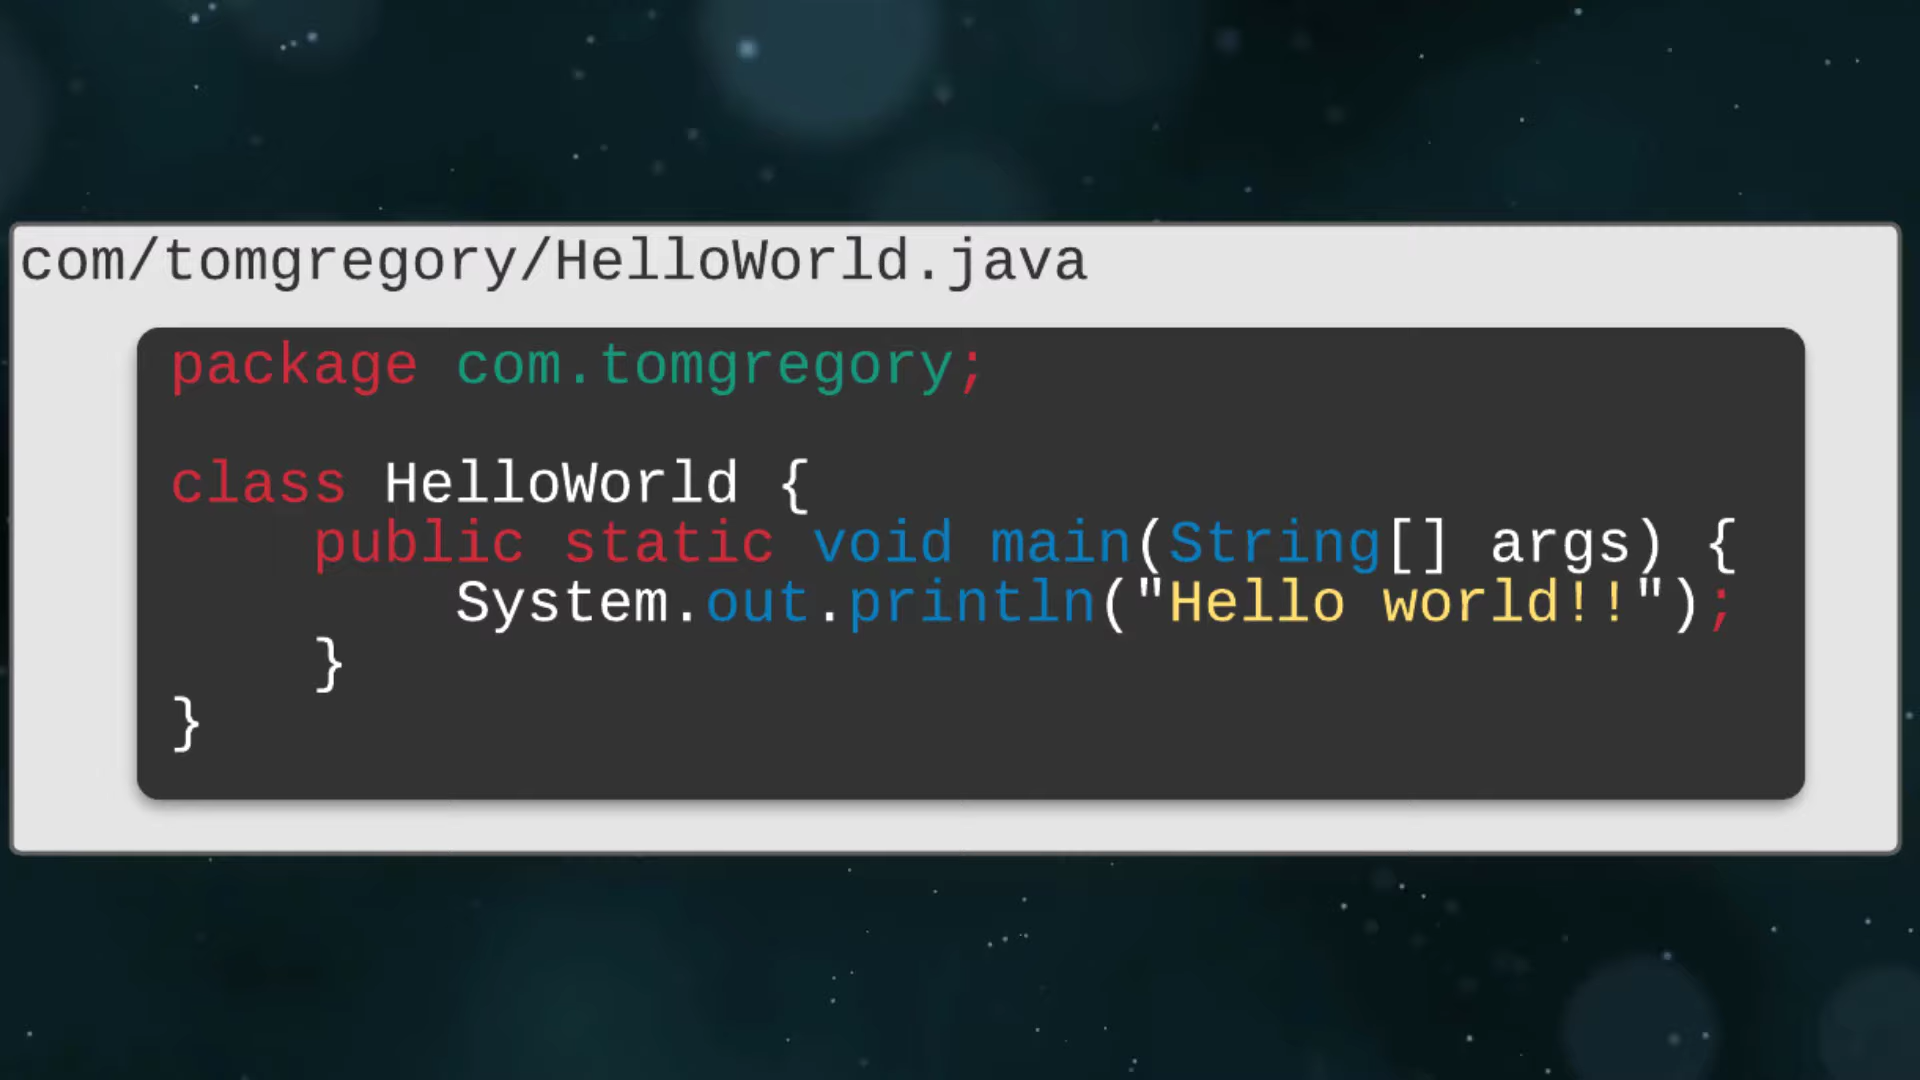 com/tomgregory/HelloWorld.java
package com.tomgregory;
class HelloWorld {
    public static void main(String[] args) {
        System.out.println("Hello world!!");
    }
}